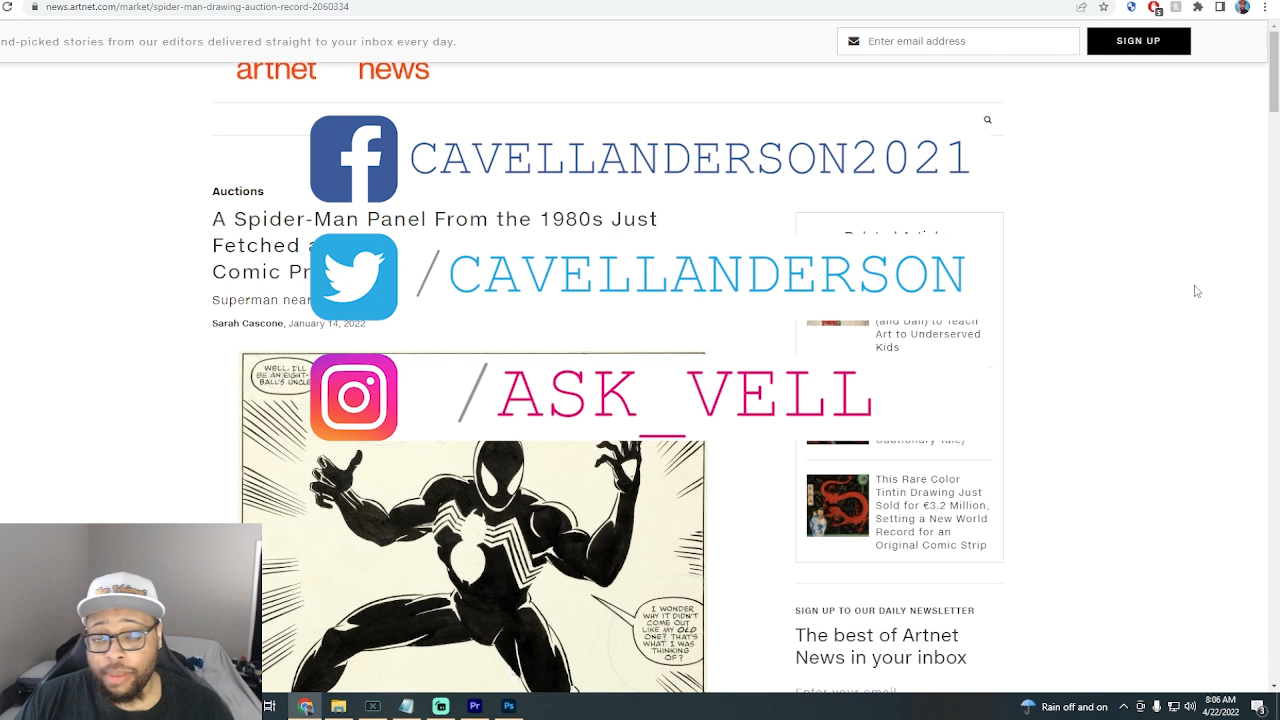 news.artnet.com/market/spider-man-drawing-auction-record-2060334
nd-picked stories from our editors delivered straight to your inbox every day.
Enter email address
SIGN UP
artnet news
CAVELLANDERSON2021
Auctions
A Spider-Man Panel From the 1980s Just
Fetched
Comic
Superman
Sarah Cascone, January 14, 2022
/CAVELLANDERSON
/ASK_VELL
(and Dalí) to Teach
Art to Underserved
Kids
This Rare Color
Tintin Drawing Just
Sold for €3.2 Million,
Setting a New World
Record for an
Original Comic Strip
WELL, I'LL
BE AN EIGHT-
BALL'S UNCLE
I WONDER
WHY IT DIDN'T
COME OUT
LIKE MY OLD
ONE? THAT'S
WHAT I WAS
THINKING
OF?
SIGN UP TO OUR DAILY NEWSLETTER
The best of Artnet
News in your inbox
Enter your email
Rain off and on
8:06 AM
4/22/2022